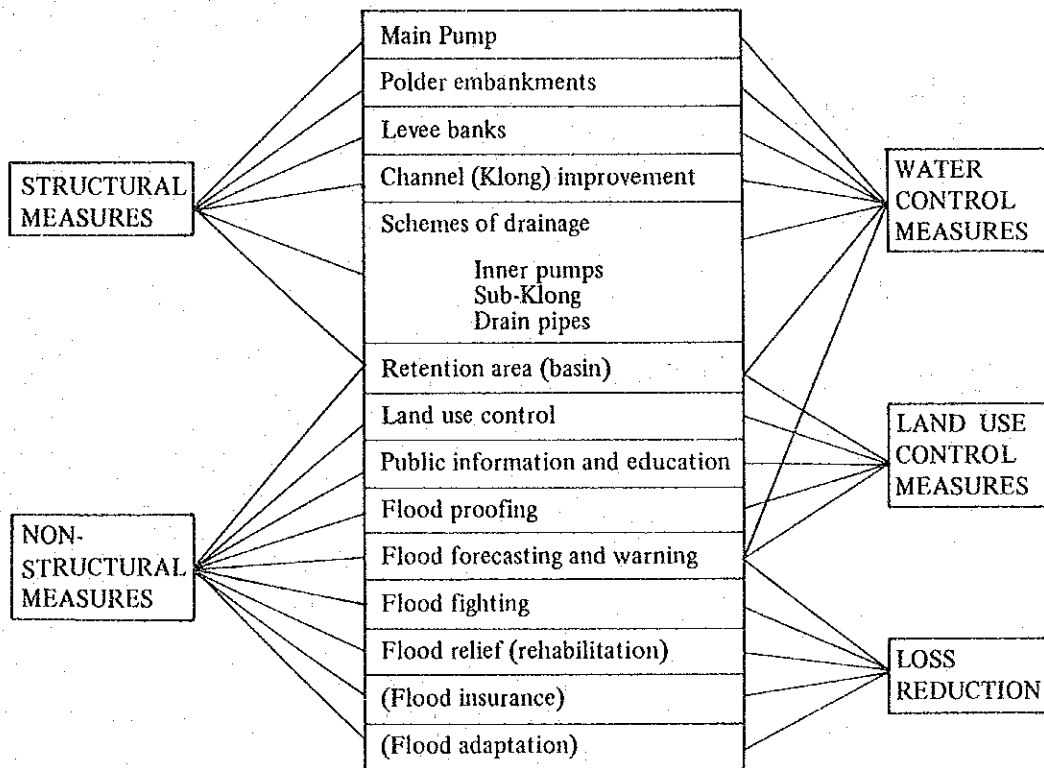 Main Pump
Polder embankments
Levee banks
Channel (Klong) improvement
Schemes of drainage
Inner pumps
Sub-Klong
Drain pipes
Retention area (basin)
Land use control
Public information and education
Flood proofing
Flood forecasting and warning
Flood fighting
Flood relief (rehabilitation)
(Flood insurance)
(Flood adaptation)
STRUCTURAL
MEASURES
NON-
STRUCTURAL
MEASURES
WATER
CONTROL
MEASURES
LAND USE
CONTROL
MEASURES
LOSS
REDUCTION